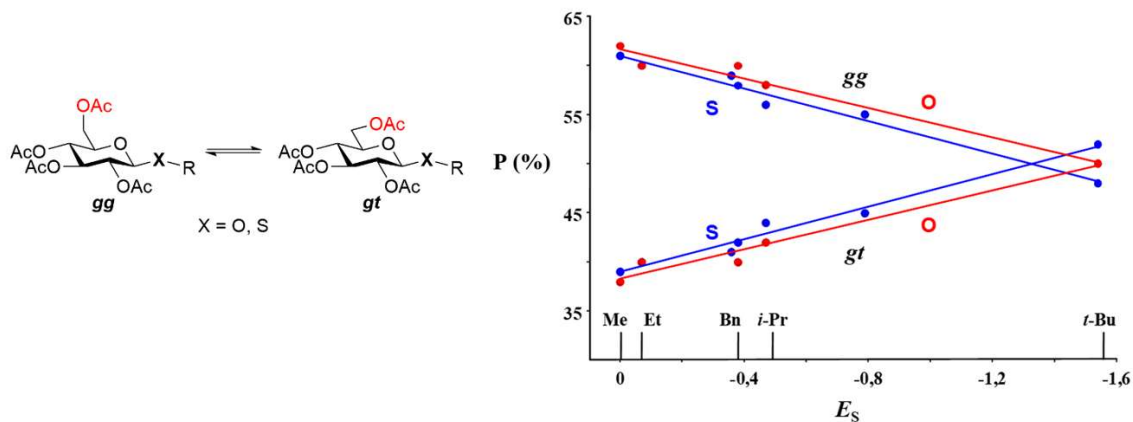 OAc
AcO
AcO
O
X
R
OAc
gg
OAc
AcO
AcO
O
X
R
OAc
gt
X = O, S
P (%)
65
55
45
35
gg
S
O
S
O
gt
Me Et Bn i-Pr t-Bu
0 -0,4 -0,8 -1,2 -1,6
ES